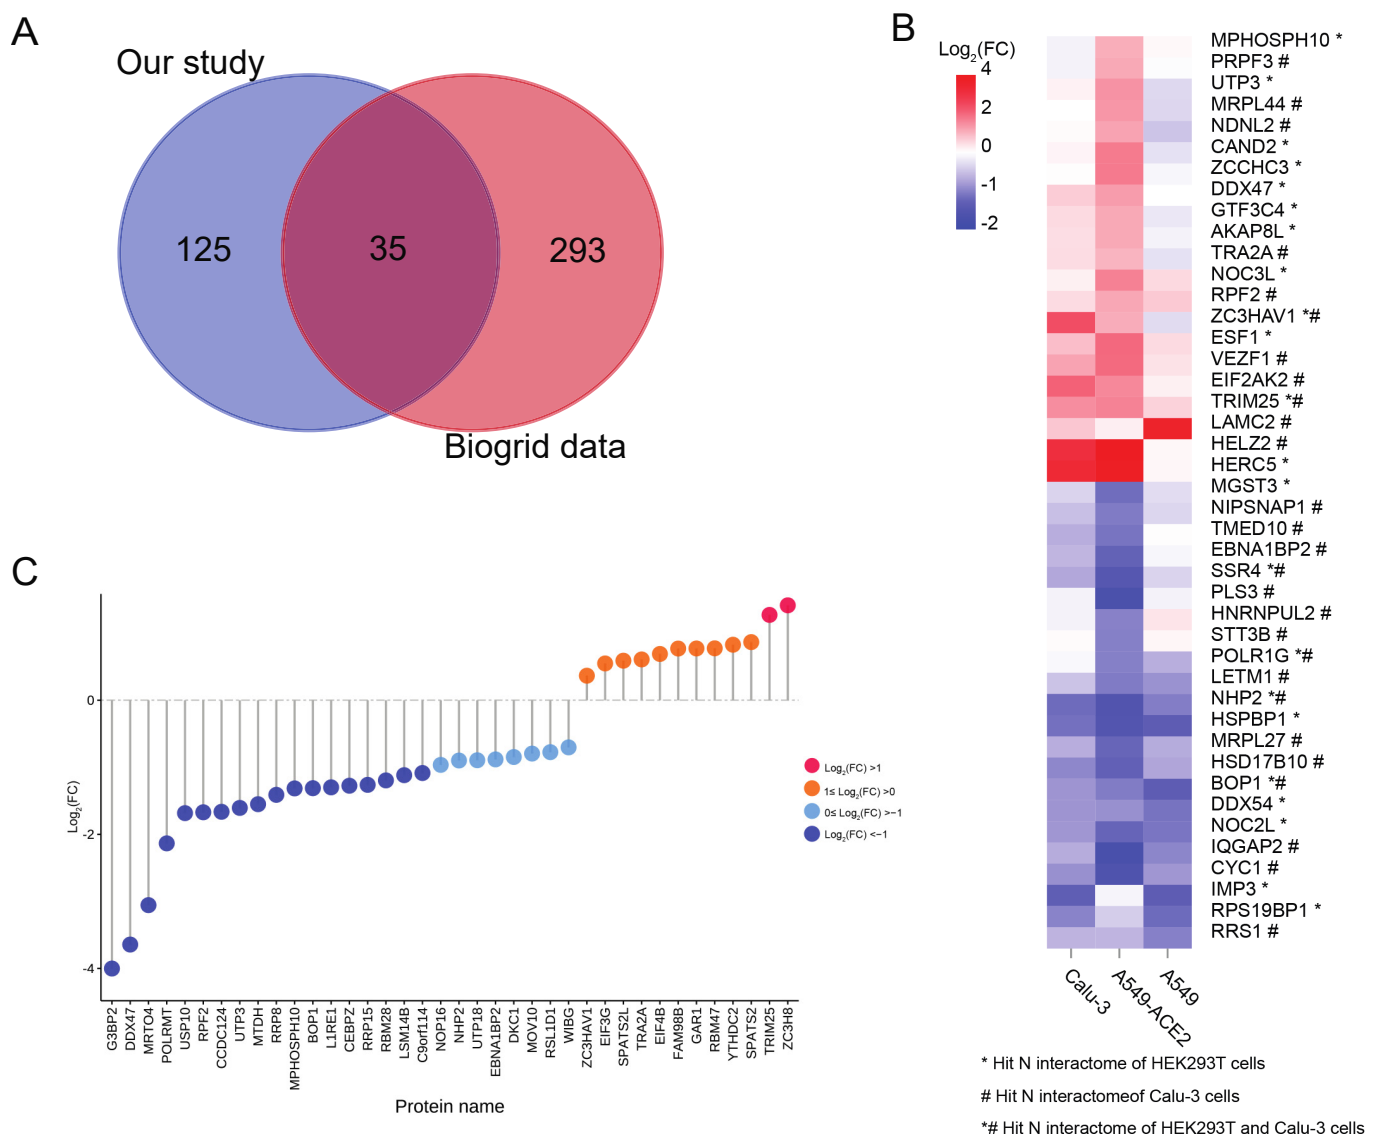 A
Our study
125
35
293
Biogrid data
B
Log2(FC)
4
2
0
-1
-2
MPHOSPH10 *
PRPF3 #
UTP3 *
MRPL44 #
NDNL2 #
CAND2 *
ZCCHC3 *
DDX47 *
GTF3C4 *
AKAP8L *
TRA2A #
NOC3L *
RPF2 #
ZC3HAV1 *#
ESF1 *
VEZF1 #
EIF2AK2 #
TRIM25 *#
LAMC2 #
HELZ2 #
HERC5 *
MGST3 *
NIPSNAP1 #
TMED10 #
EBNA1BP2 #
SSR4 *#
PLS3 #
HNRNPUL2 #
STT3B #
POLR1G *#
LETM1 #
NHP2 *#
HSPBP1 *
MRPL27 #
HSD17B10 #
BOP1 *#
DDX54 *
NOC2L *
IQGAP2 #
CYC1 #
IMP3 *
RPS19BP1 *
RRS1 #
Calu-3
A549-ACE2
A549
* Hit N interactome of HEK293T cells
# Hit N interactomeof Calu-3 cells
*# Hit N interactome of HEK293T and Calu-3 cells
C
Log2(FC)
0
-2
-4
G3BP2
DDX47
MRTO4
POLRMT
USP10
RPF2
CCDC124
UTP3
MTDH
RRP8
MPHOSPH10
BOP1
L1RE1
CEBPZ
RRP15
RBM28
LSM14B
C9orf114
NOP16
NHP2
UTP18
EBNA1BP2
DKC1
MOV10
RSL1D1
WIBG
ZC3HAV1
EIF3G
SPATS2L
TRA2A
EIF4B
FAM98B
GAR1
RBM47
YTHDC2
SPATS2
TRIM25
ZC3H8
Protein name
Log2(FC) >1
1≤ Log2(FC) >0
0≤ Log2(FC) >−1
Log2(FC) <−1